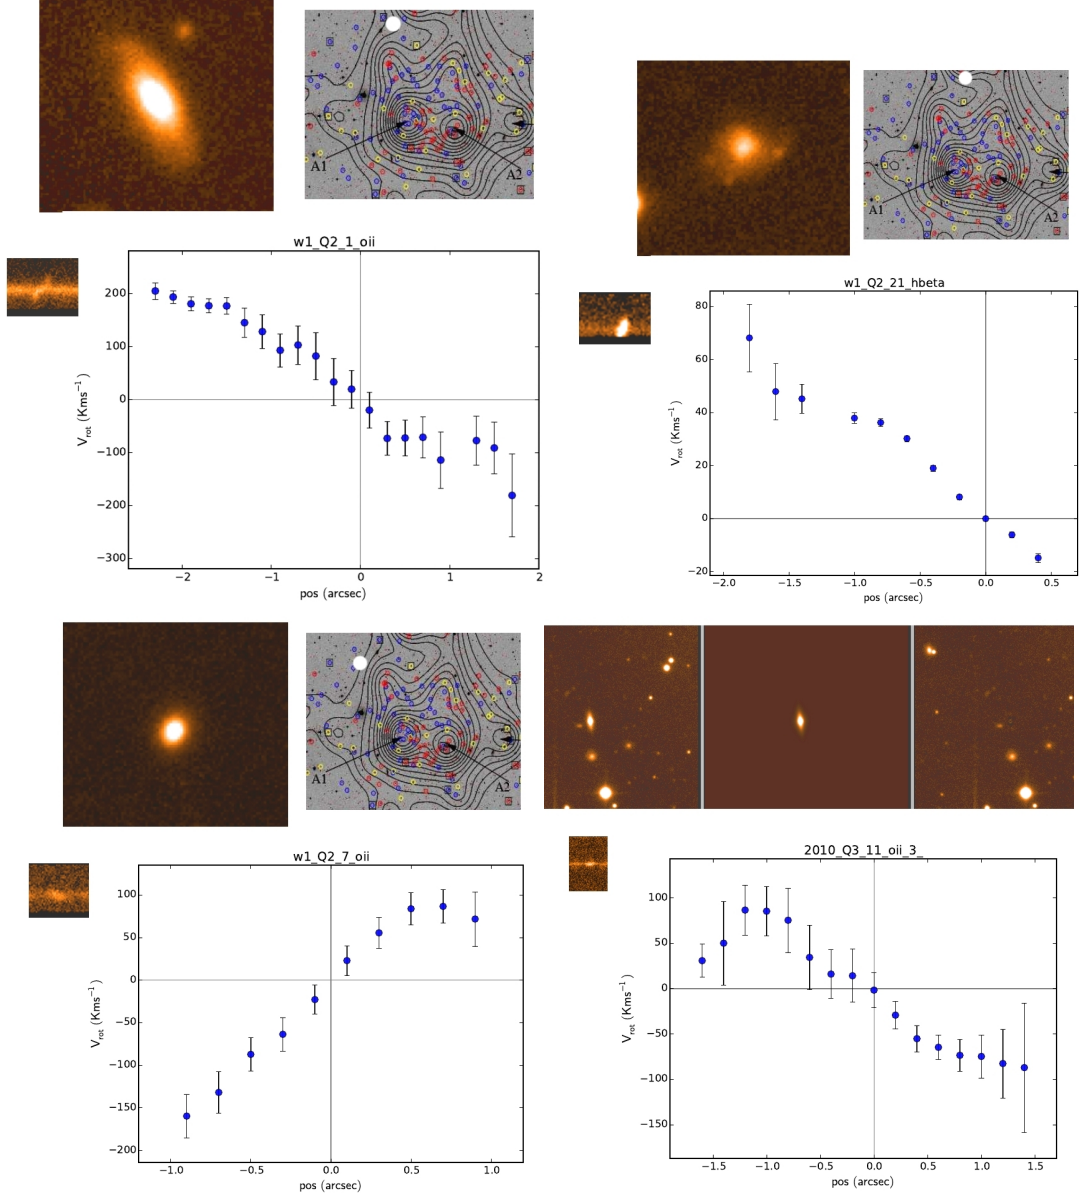 A1
A2
A1
A2
w1_Q2_1_oii
200
100
0
−100
−200
−300
V_rot (Kms⁻¹)
−2
−1
0
1
2
pos (arcsec)
w1_Q2_21_hbeta
80
60
40
20
0
−20
V_rot (Kms⁻¹)
−2.0
−1.5
−1.0
−0.5
0.0
0.5
pos (arcsec)
A1
A2
w1_Q2_7_oii
100
50
0
−50
−100
−150
−200
V_rot (Kms⁻¹)
−1.0
−0.5
0.0
0.5
1.0
pos (arcsec)
2010_Q3_11_oii_3_
100
50
0
−50
−100
−150
V_rot (Kms⁻¹)
−1.5
−1.0
−0.5
0.0
0.5
1.0
1.5
pos (arcsec)